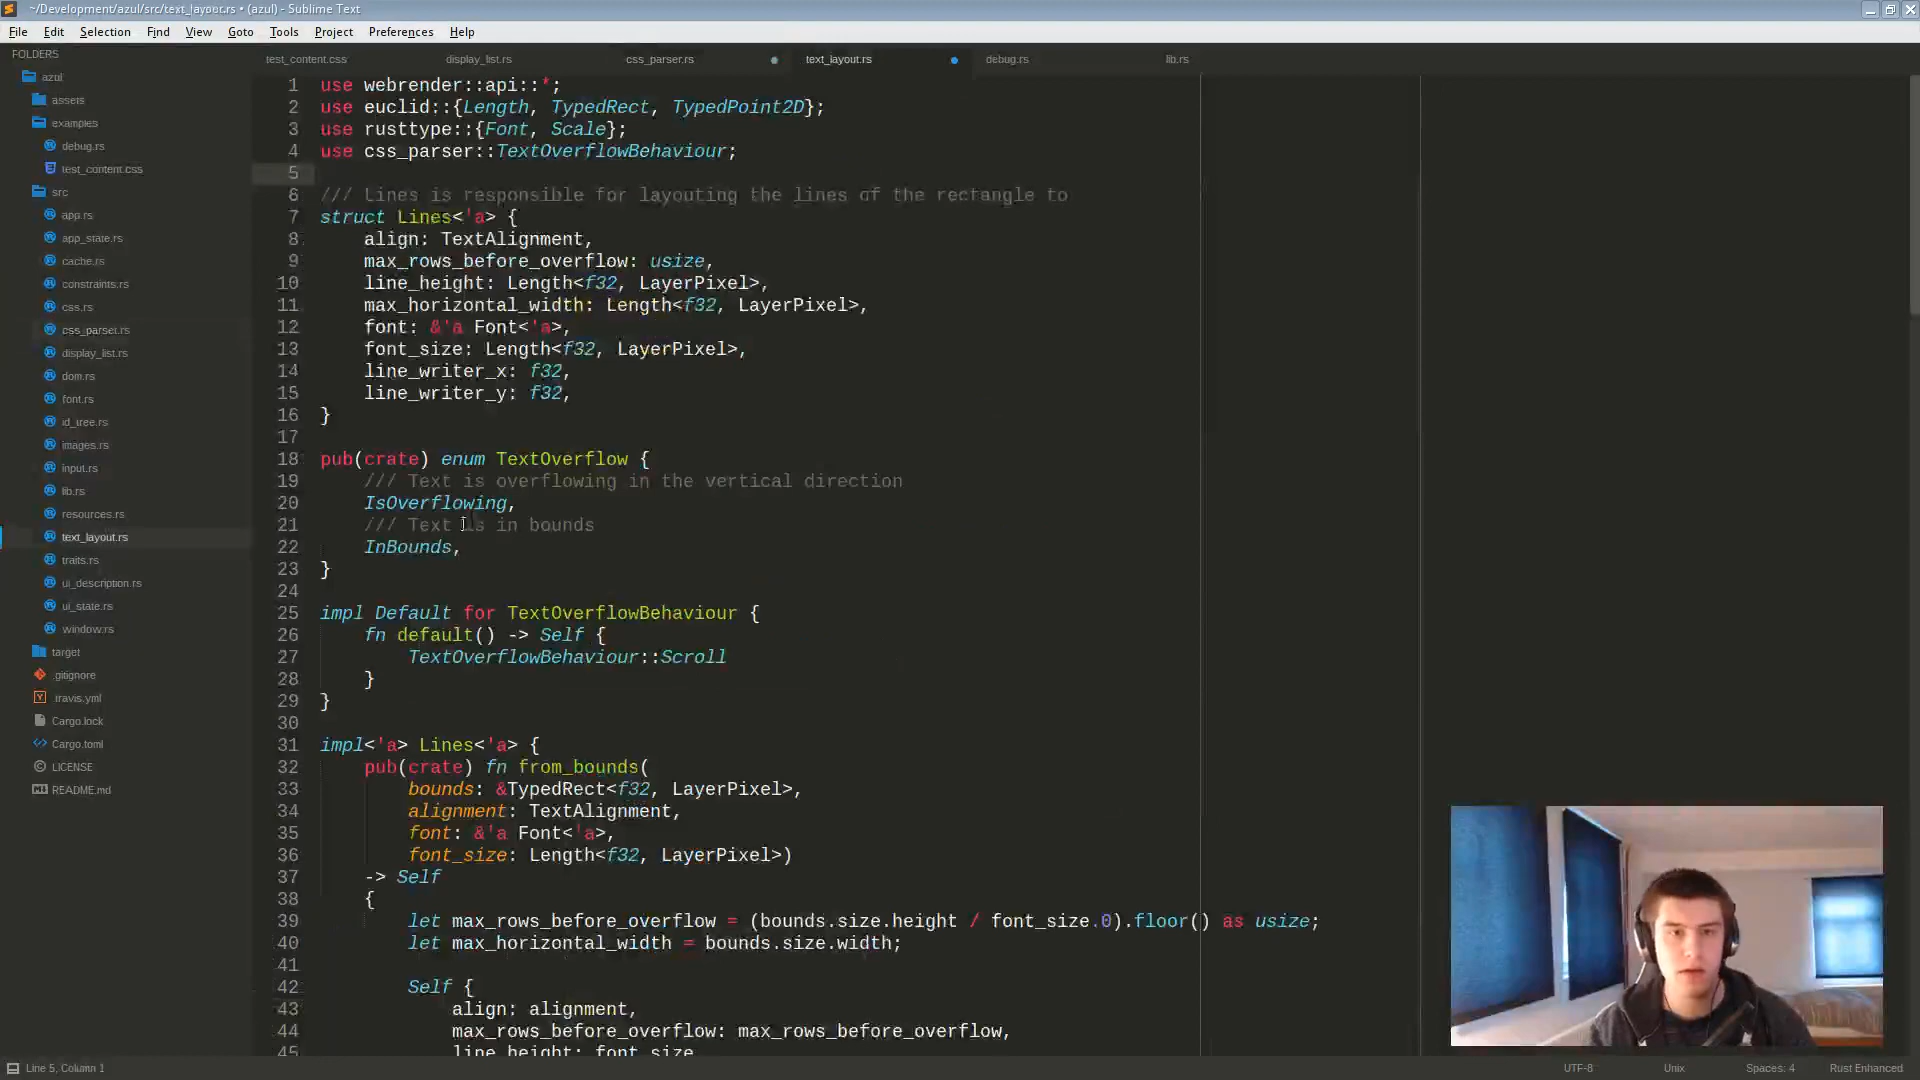 ~/Development/azul/src/text_layout.rs • (azul) - Sublime Text
File Edit Selection Find View Goto Tools Project Preferences Help
FOLDERS
azul
assets
examples
debug.rs
test_content.css
src
app.rs
app_state.rs
cache.rs
constraints.rs
css.rs
css_parser.rs
display_list.rs
dom.rs
font.rs
id_tree.rs
images.rs
input.rs
lib.rs
resources.rs
text_layout.rs
traits.rs
ui_description.rs
ui_state.rs
window.rs
target
.gitignore
.travis.yml
Cargo.lock
Cargo.toml
LICENSE
README.md
test_content.css display_list.rs css_parser.rs text_layout.rs debug.rs lib.rs
1 use webrender::api::*;
2 use euclid::{Length, TypedRect, TypedPoint2D};
3 use rusttype::{Font, Scale};
4 use css_parser::TextOverflowBehaviour;
5
6 /// Lines is responsible for layouting the lines of the rectangle to
7 struct Lines<'a> {
8 align: TextAlignment,
9 max_rows_before_overflow: usize,
10 line_height: Length<f32, LayerPixel>,
11 max_horizontal_width: Length<f32, LayerPixel>,
12 font: &'a Font<'a>,
13 font_size: Length<f32, LayerPixel>,
14 line_writer_x: f32,
15 line_writer_y: f32,
16 }
17
18 pub(crate) enum TextOverflow {
19 /// Text is overflowing in the vertical direction
20 IsOverflowing,
21 /// Text is in bounds
22 InBounds,
23 }
24
25 impl Default for TextOverflowBehaviour {
26 fn default() -> Self {
27 TextOverflowBehaviour::Scroll
28 }
29 }
30
31 impl<'a> Lines<'a> {
32 pub(crate) fn from_bounds(
33 bounds: &TypedRect<f32, LayerPixel>,
34 alignment: TextAlignment,
35 font: &'a Font<'a>,
36 font_size: Length<f32, LayerPixel>)
37 -> Self
38 {
39 let max_rows_before_overflow = (bounds.size.height / font_size.0).floor() as usize;
40 let max_horizontal_width = bounds.size.width;
41
42 Self {
43 align: alignment,
44 max_rows_before_overflow: max_rows_before_overflow,
45 line_height: font_size,
Line 5, Column 1 UTF-8 Unix Spaces: 4 Rust Enhanced